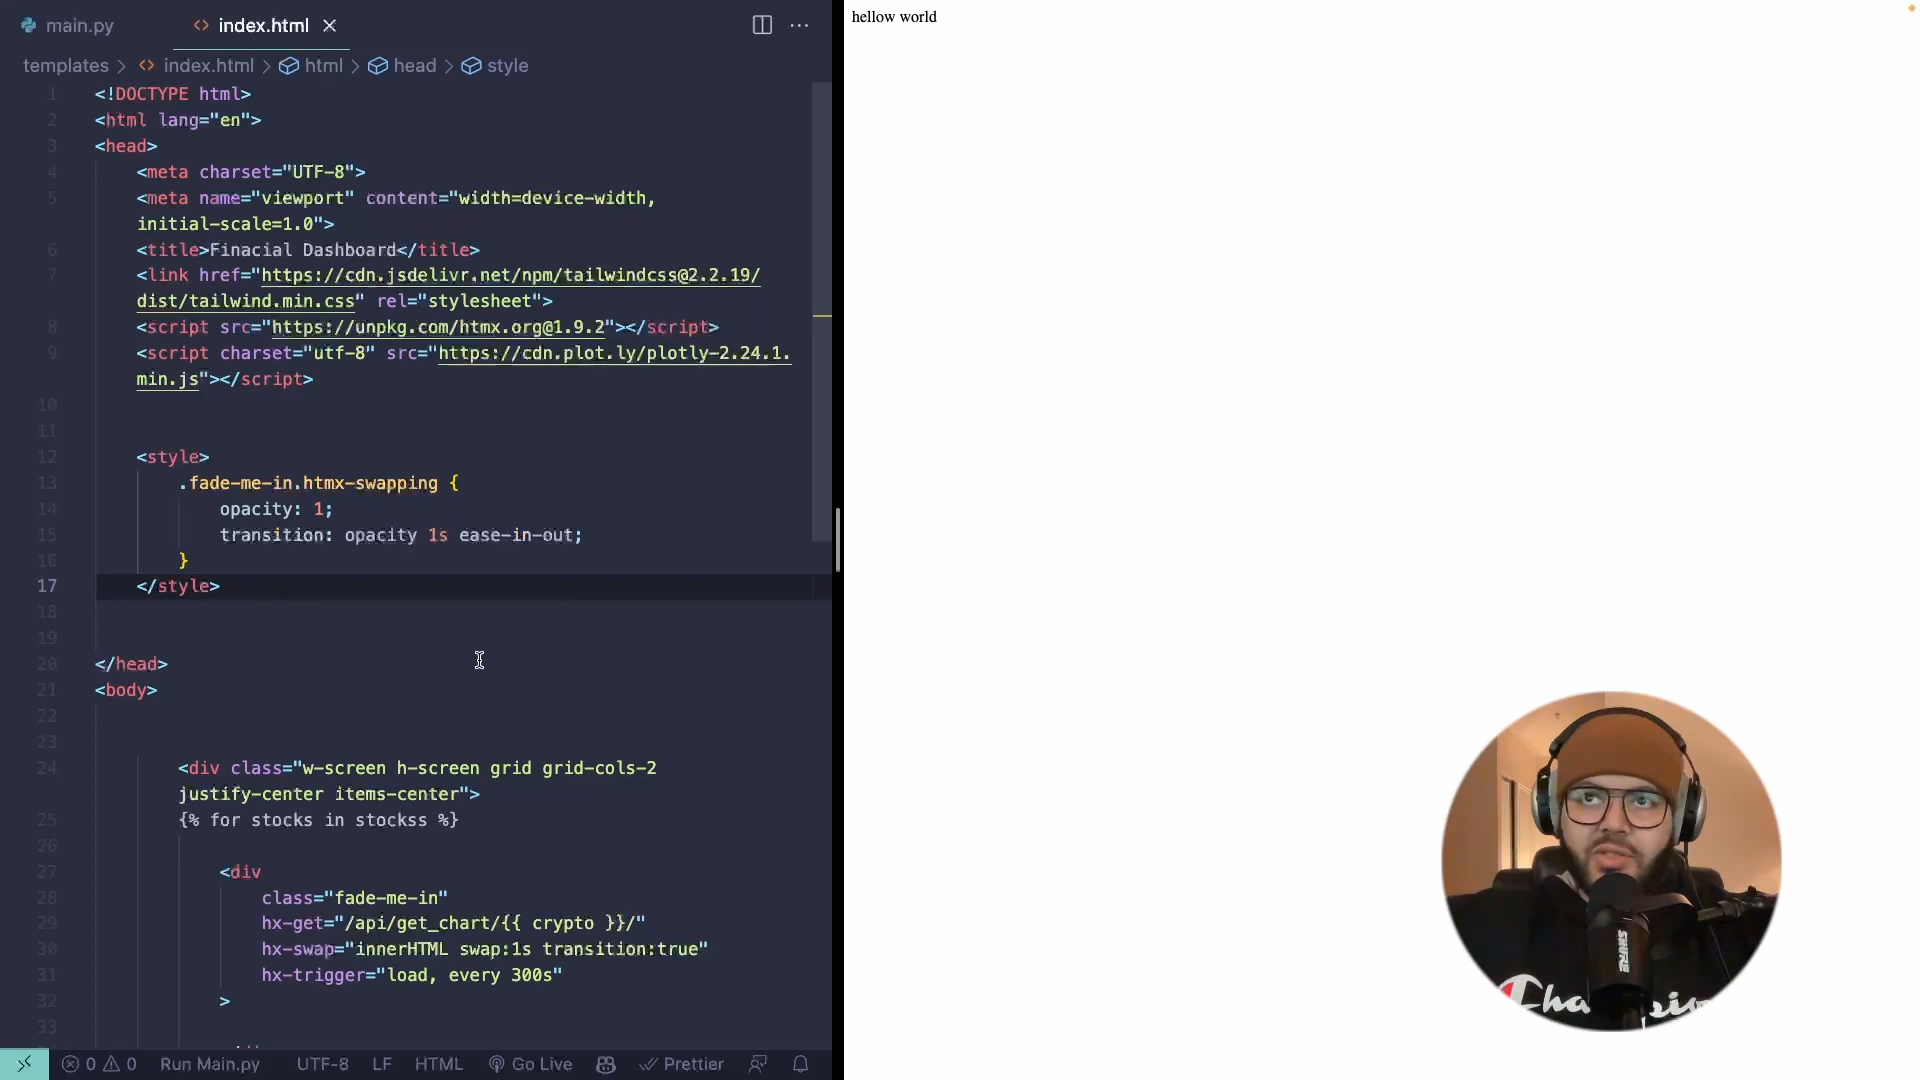 main.py
index.html
templates > index.html > html > head > style
1 <!DOCTYPE html>
2 <html lang="en">
3 <head>
4 <meta charset="UTF-8">
5 <meta name="viewport" content="width=device-width,
initial-scale=1.0">
6 <title>Finacial Dashboard</title>
7 <link href="https://cdn.jsdelivr.net/npm/tailwindcss@2.2.19/
dist/tailwind.min.css" rel="stylesheet">
8 <script src="https://unpkg.com/htmx.org@1.9.2"></script>
9 <script charset="utf-8" src="https://cdn.plot.ly/plotly-2.24.1.
min.js"></script>
10
11
12 <style>
13 .fade-me-in.htmx-swapping {
14 opacity: 1;
15 transition: opacity 1s ease-in-out;
16 }
17 </style>
18
19
20 </head>
21 <body>
22
23
24 <div class="w-screen h-screen grid grid-cols-2
justify-center items-center">
25 {% for stocks in stockss %}
26
27 <div
28 class="fade-me-in"
29 hx-get="/api/get_chart/{{ crypto }}/"
30 hx-swap="innerHTML swap:1s transition:true"
31 hx-trigger="load, every 300s"
32 >
33
0 0 Run Main.py UTF-8 LF HTML Go Live Prettier
hellow world
SHURE